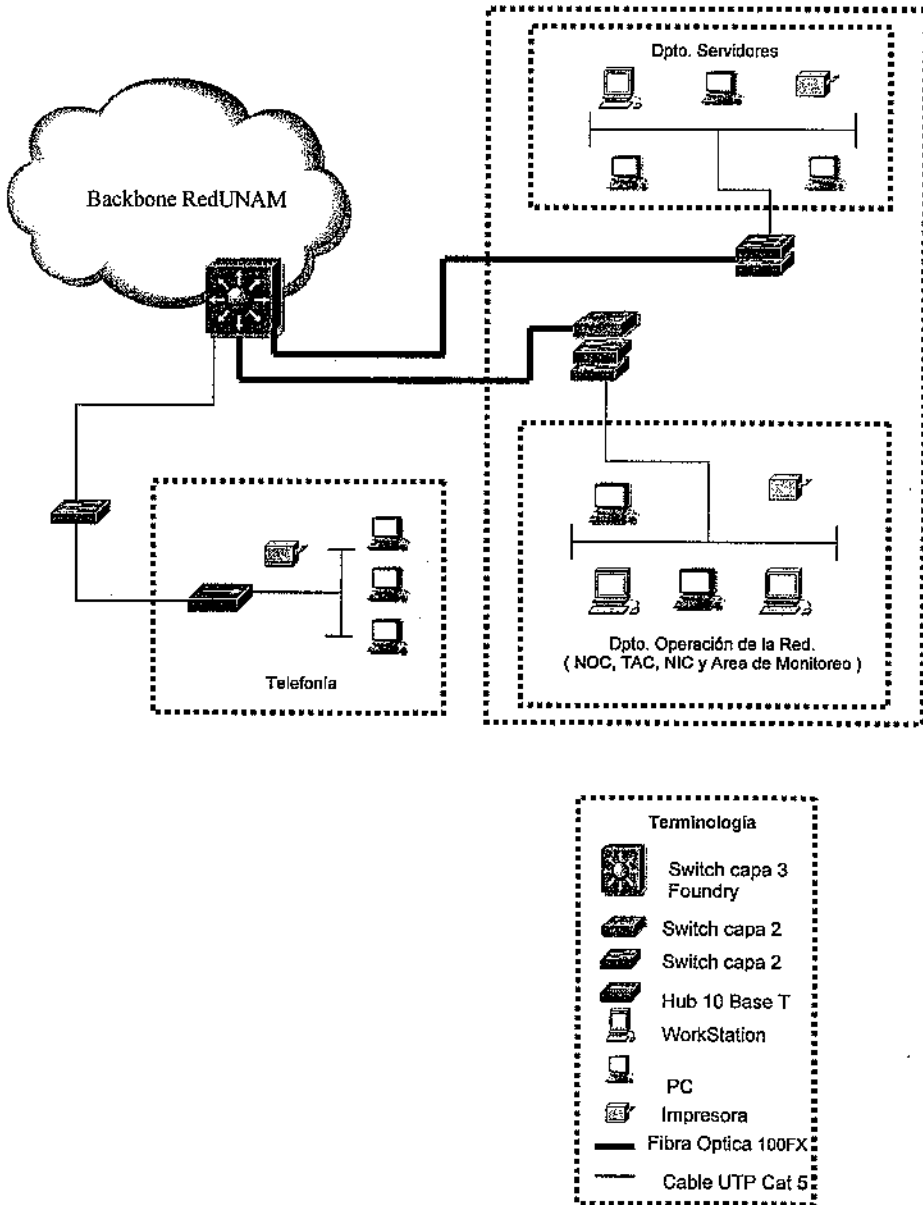 Dpto. Servidores
Backbone RedUNAM
Telefonía
Dpto. Operación de la Red.
( NOC, TAC, NIC y Area de Monitoreo )
Terminología
Switch capa 3
Foundry
Switch capa 2
Switch capa 2
Hub 10 Base T
WorkStation
PC
Impresora
Fibra Optica 100FX
Cable UTP Cat 5